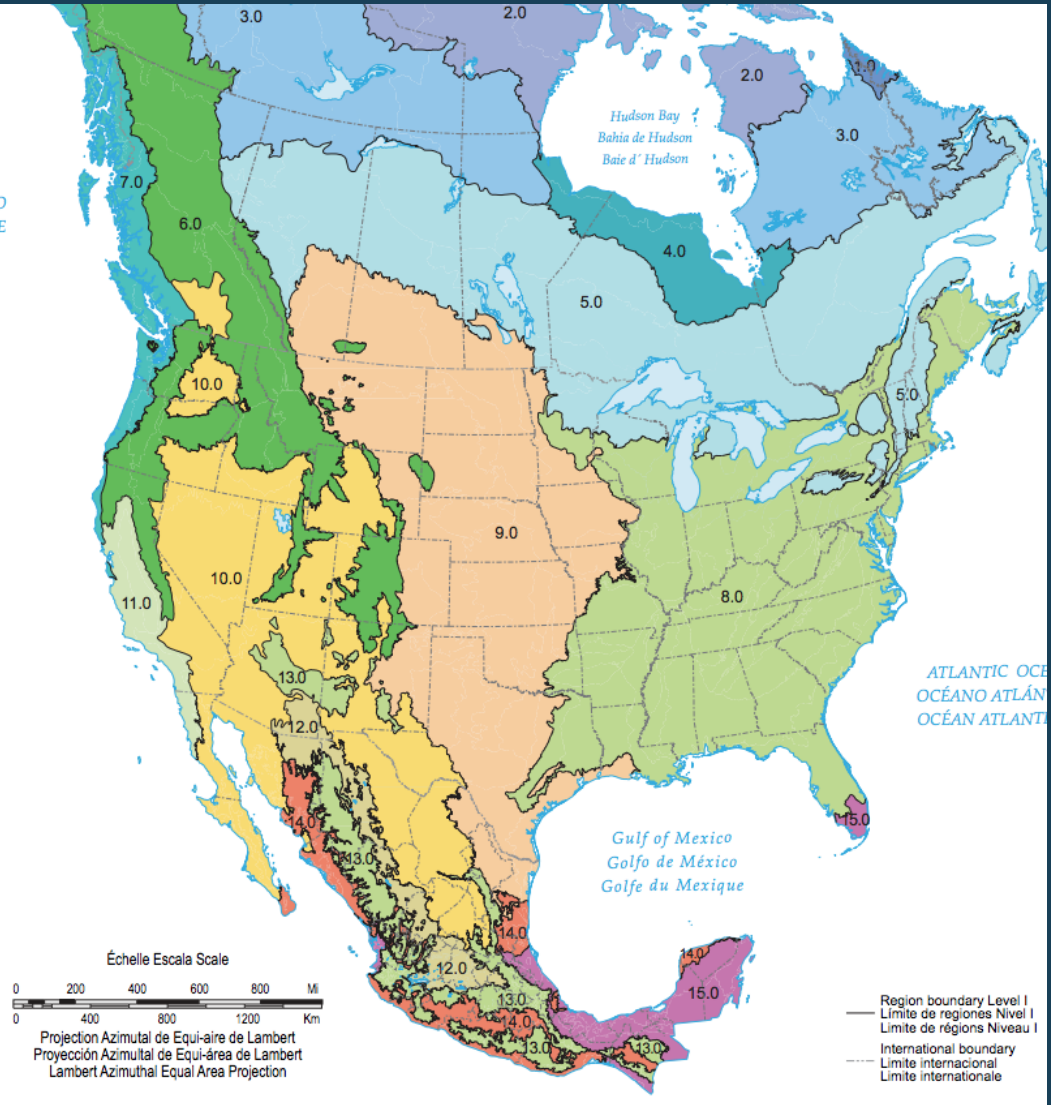 3.0
2.0
2.0
1.0
3.0
Hudson Bay
Bahia de Hudson
Baie d' Hudson
7.0
6.0
4.0
5.0
10.0
5.0
9.0
10.0
11.0
8.0
13.0
12.0
ATLANTIC OCE
OCÉANO ATLÁN
OCÉAN ATLANTI
14.0
13.0
15.0
Gulf of Mexico
Golfo de México
Golfe du Mexique
14.0
14.0
12.0
15.0
13.0
14.0
13.0
13.0
Échelle Escala Scale
0 200 400 600 800 Mi
0 400 800 1200 Km
Projection Azimutal de Equi-aire de Lambert
Proyección Azimultal de Equi-área de Lambert
Lambert Azimuthal Equal Area Projection
Region boundary Level I
Límite de regiones Nivel I
Limite de régions Niveau I
International boundary
Limite internacional
Limite internationale